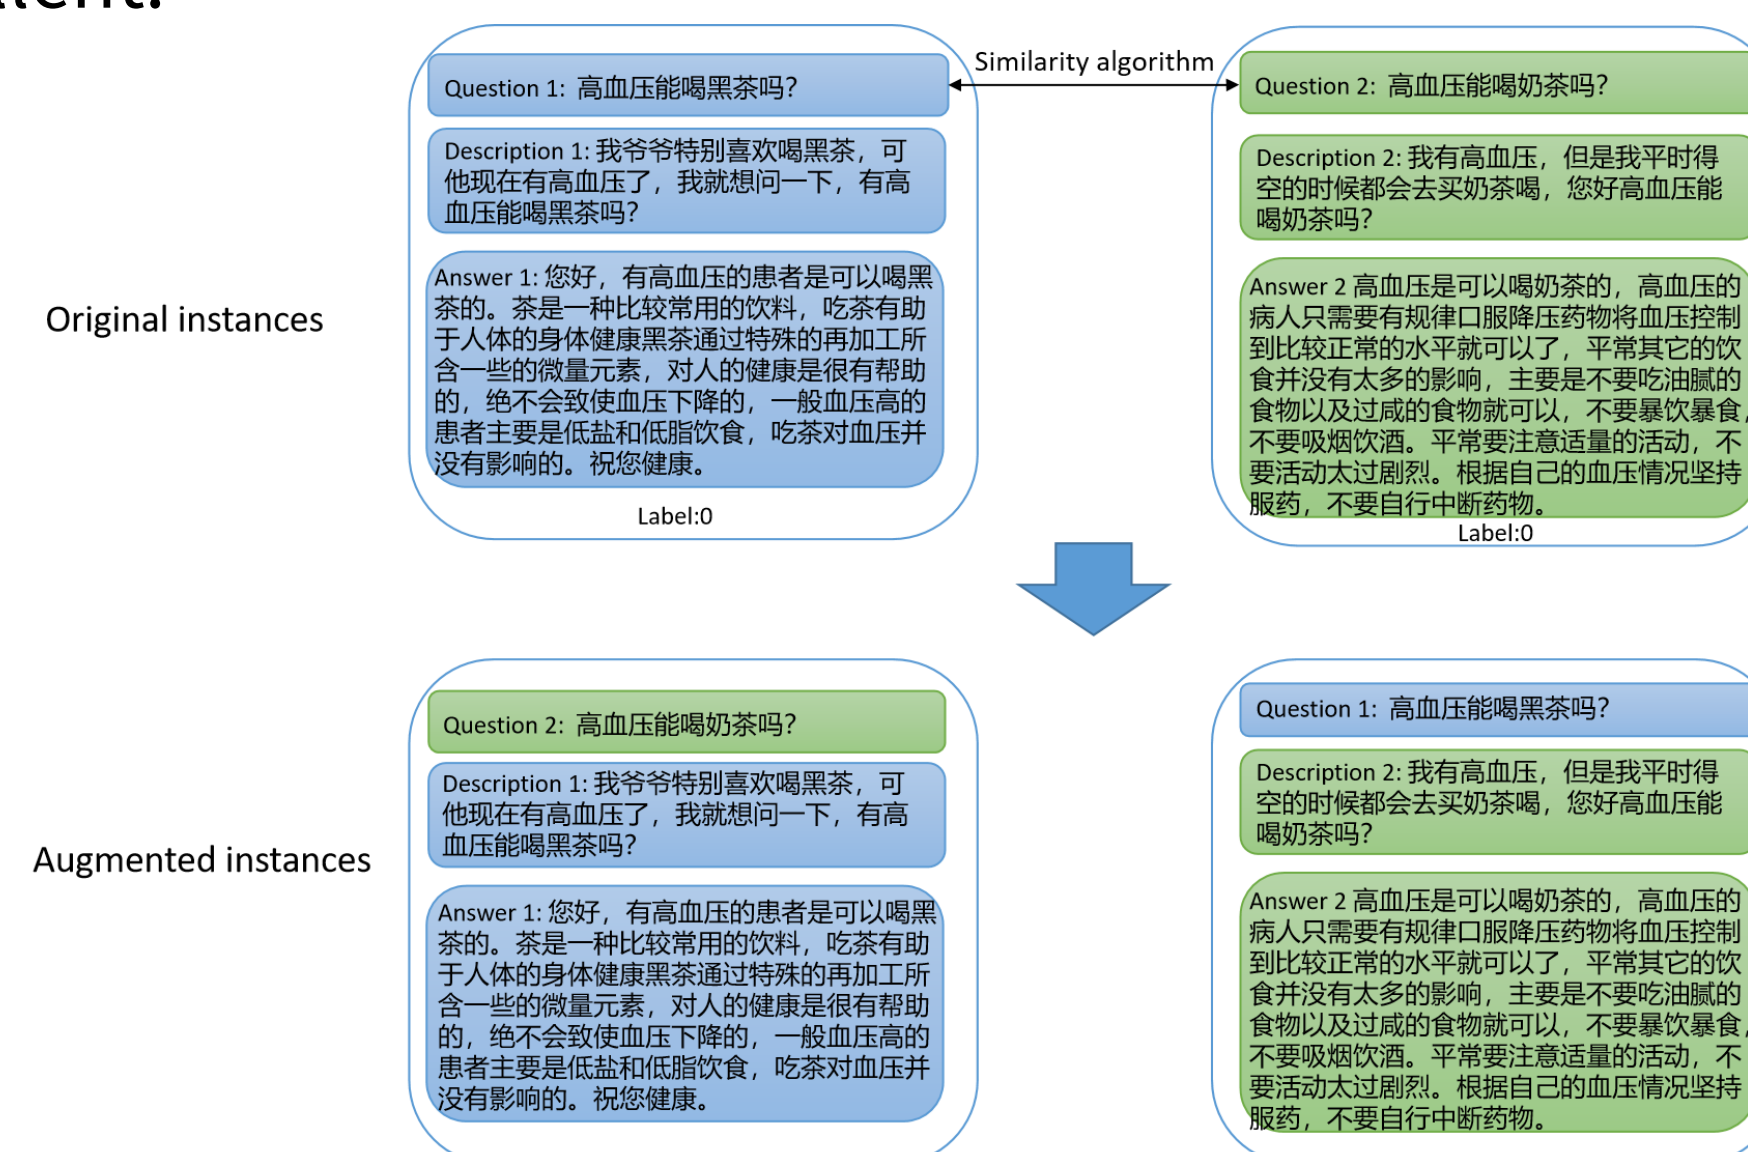 Similarity algorithm
Question 1: 高血压能喝黑茶吗?
Description 1: 我爷爷特别喜欢喝黑茶，可
他现在有高血压了，我就想问一下，有高
血压能喝黑茶吗?
Answer 1: 您好，有高血压的患者是可以喝黑
茶的。茶是一种比较常用的饮料，吃茶有助
于人体的身体健康黑茶通过特殊的再加工所
含一些的微量元素，对人的健康是很有帮助
的，绝不会致使血压下降的，一般血压高的
患者主要是低盐和低脂饮食，吃茶对血压并
没有影响的。祝您健康。
Label:0
Question 2: 高血压能喝奶茶吗?
Description 2: 我有高血压，但是我平时得
空的时候都会去买奶茶喝，您好高血压能
喝奶茶吗?
Answer 2 高血压是可以喝奶茶的，高血压的
病人只需要有规律口服降压药物将血压控制
到比较正常的水平就可以了，平常其它的饮
食并没有太多的影响，主要是不要吃油腻的
食物以及过咸的食物就可以，不要暴饮暴食，
不要吸烟饮酒。平常要注意适量的活动，不
要活动太过剧烈。根据自己的血压情况坚持
服药，不要自行中断药物。
Label:0
Original instances
Augmented instances
Question 2: 高血压能喝奶茶吗?
Description 1: 我爷爷特别喜欢喝黑茶，可
他现在有高血压了，我就想问一下，有高
血压能喝黑茶吗?
Answer 1: 您好，有高血压的患者是可以喝黑
茶的。茶是一种比较常用的饮料，吃茶有助
于人体的身体健康黑茶通过特殊的再加工所
含一些的微量元素，对人的健康是很有帮助
的，绝不会致使血压下降的，一般血压高的
患者主要是低盐和低脂饮食，吃茶对血压并
没有影响的。祝您健康。
Question 1: 高血压能喝黑茶吗?
Description 2: 我有高血压，但是我平时得
空的时候都会去买奶茶喝，您好高血压能
喝奶茶吗?
Answer 2 高血压是可以喝奶茶的，高血压的
病人只需要有规律口服降压药物将血压控制
到比较正常的水平就可以了，平常其它的饮
食并没有太多的影响，主要是不要吃油腻的
食物以及过咸的食物就可以，不要暴饮暴食，
不要吸烟饮酒。平常要注意适量的活动，不
要活动太过剧烈。根据自己的血压情况坚持
服药，不要自行中断药物。